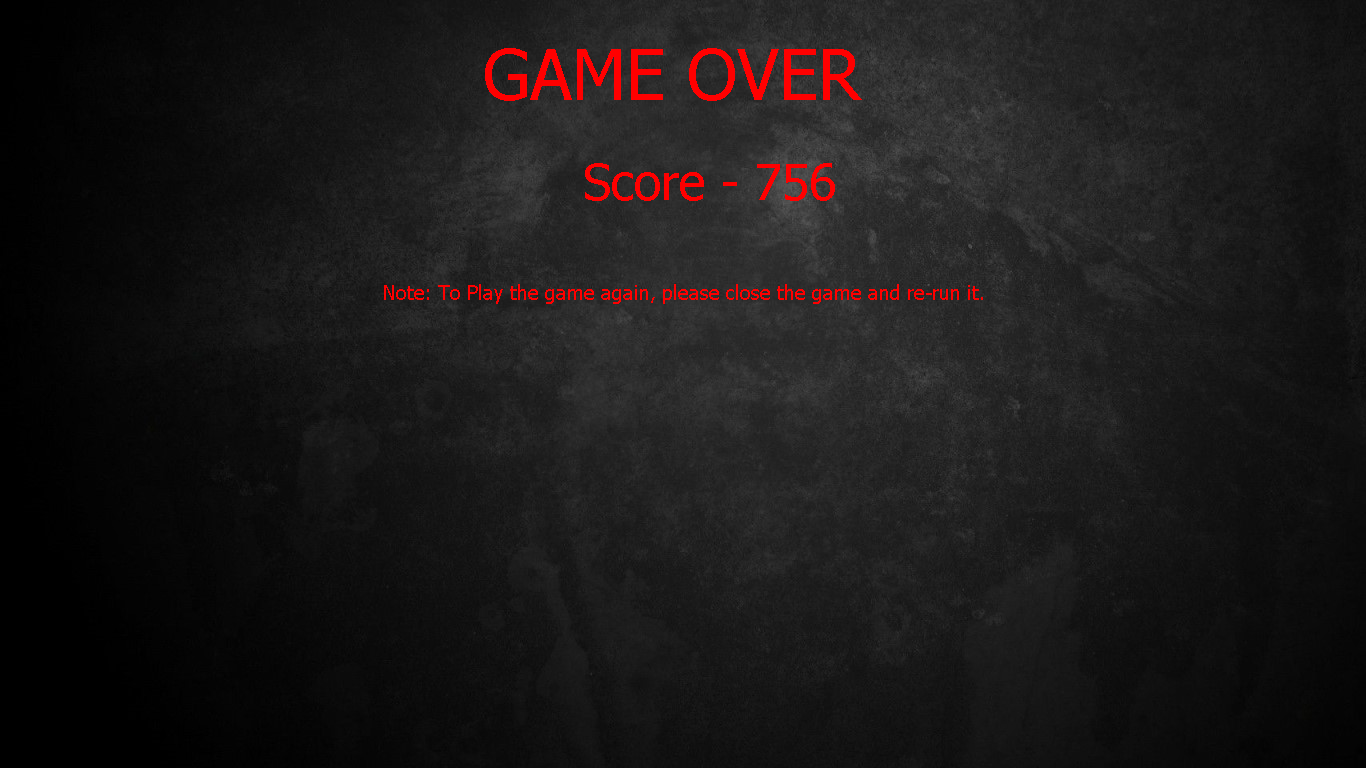 GAME OVER
Score - 756
Note: To Play the game again, please close the game and re-run it.